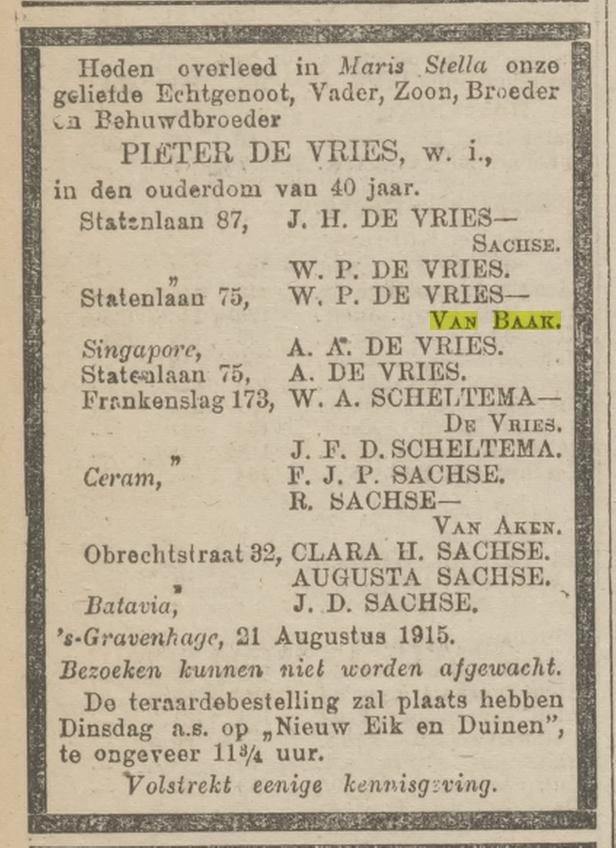 Heden overleed in Maris Stella onze
geliefde Echtgenoot, Vader, Zoon, Broeder
en Behuwdbroeder
PIETER DE VRIES, w. i.,
in den ouderdom van 40 jaar.
Statenlaan 87, J. H. DE VRIES—
SACHSE.
„ W. P. DE VRIES.
Statenlaan 75, W. P. DE VRIES—
VAN BAAK.
Singapore, A. A. DE VRIES.
Statenlaan 75, A. DE VRIES.
Frankenslag 173, W. A. SCHELTEMA—
DE VRIES.
„ J. F. D. SCHELTEMA.
Ceram, F. J. P. SACHSE.
R. SACHSE—
VAN AKEN.
Obrechtstraat 32, CLARA H. SACHSE.
„ AUGUSTA SACHSE.
Batavia, J. D. SACHSE.
's-Gravenhage, 21 Augustus 1915.
Bezoeken kunnen niet worden afgewacht.
De teraardebestelling zal plaats hebben
Dinsdag a.s. op „Nieuw Eik en Duinen”,
te ongeveer 11¾ uur.
Volstrekt eenige kennisgeving.